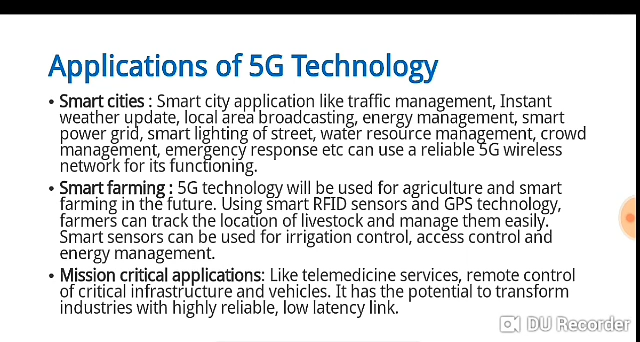 Applications of 5G Technology
• Smart cities : Smart city application like traffic management, Instant
weather update, local area broadcasting, energy management, smart
power grid, smart lighting of street, water resource management, crowd
management, emergency response etc can use a reliable 5G wireless
network for its functioning.
• Smart farming : 5G technology will be used for agriculture and smart
farming in the future. Using smart RFID sensors and GPS technology,
farmers can track the location of livestock and manage them easily.
Smart sensors can be used for irrigation control, access control and
energy management.
• Mission critical applications: Like telemedicine services, remote control
of critical infrastructure and vehicles. It has the potential to transform
industries with highly reliable, low latency link.
DU Recorder